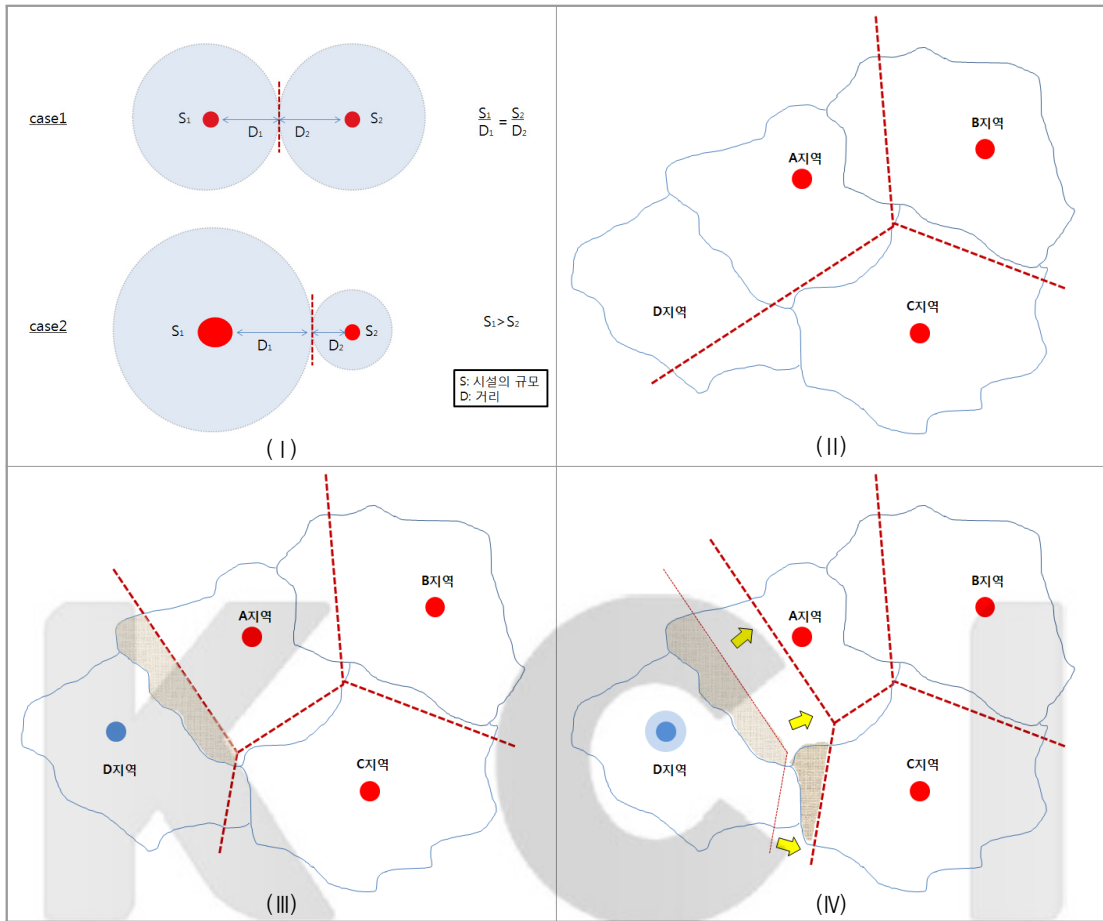 case1
S₁
D₁
D₂
S₂
S₁/D₁ = S₂/D₂
case2
S₁
D₁
D₂
S₂
S₁>S₂
S: 시설의 규모
D: 거리
(Ⅰ)
A지역
B지역
C지역
D지역
(Ⅱ)
A지역
B지역
C지역
D지역
(Ⅲ)
A지역
B지역
C지역
D지역
(Ⅳ)
KCI